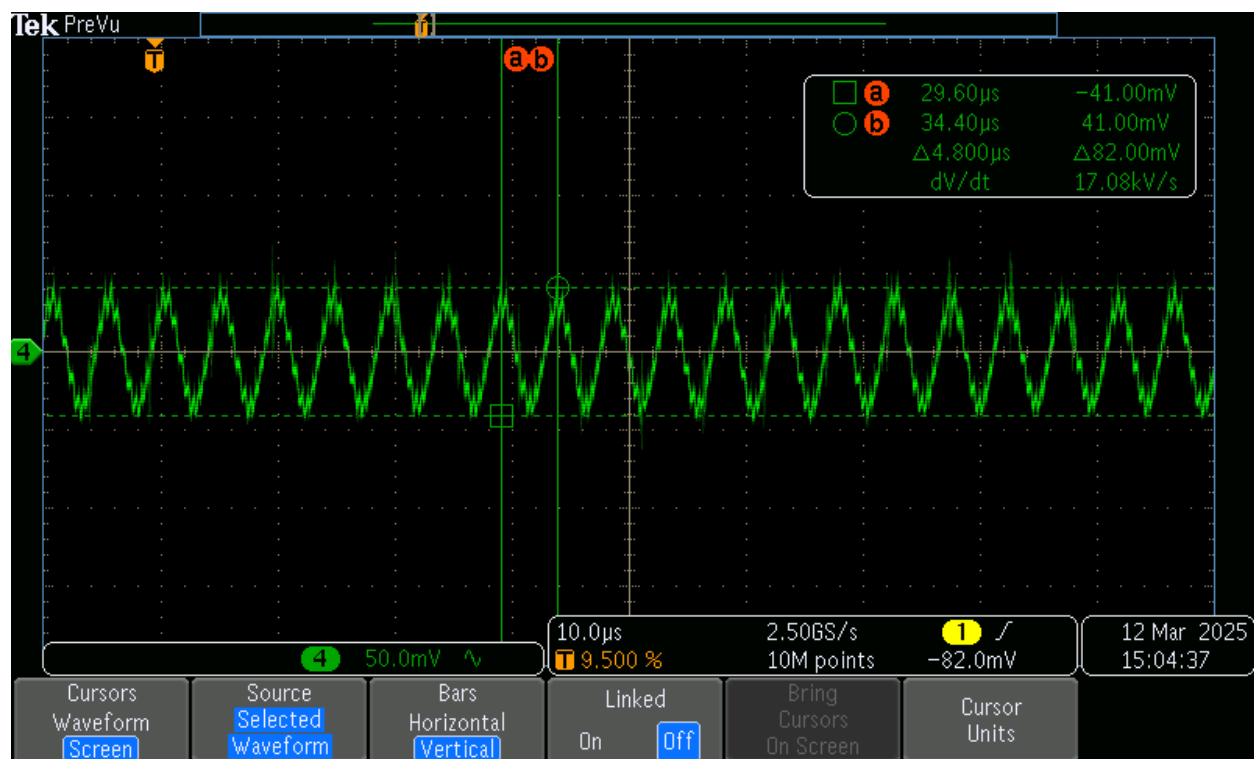 Tek PreVu
T
T
a b
a 29.60µs −41.00mV
b 34.40µs 41.00mV
△4.800µs △82.00mV
dV/dt 17.08kV/s
4
4 50.0mV
10.0µs 2.50GS/s 1
T 9.500 % 10M points −82.0mV
12 Mar 2025
15:04:37
Cursors
Waveform
Screen
Source
Selected
Waveform
Bars
Horizontal
Vertical
Linked
On Off
Bring
Cursors
On Screen
Cursor
Units